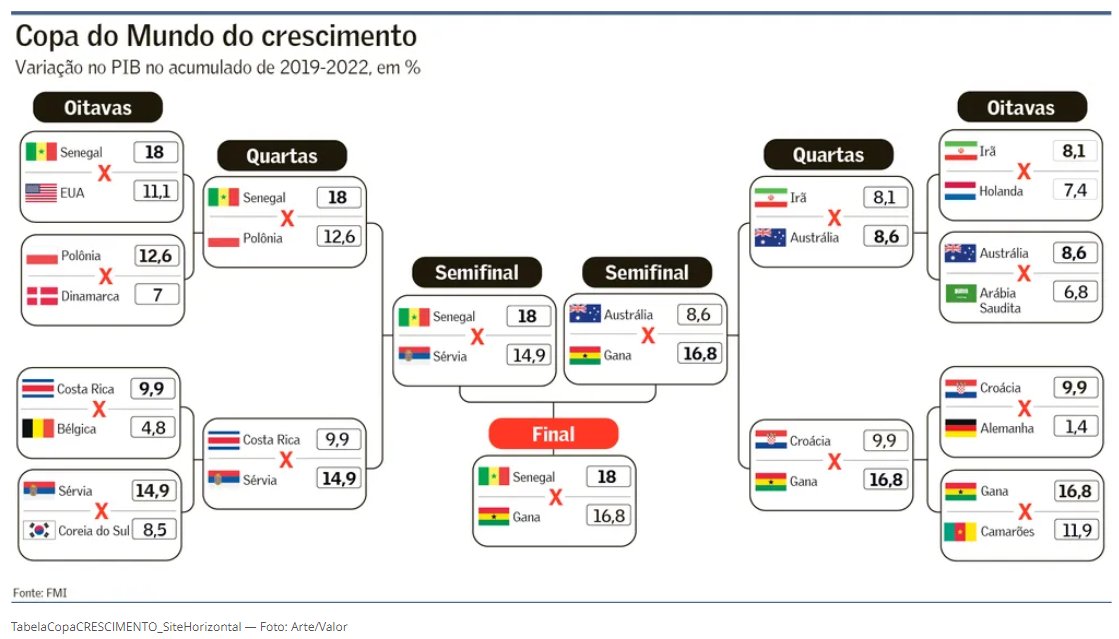 Copa do Mundo do crescimento
Variação no PIB no acumulado de 2019-2022, em %
Oitavas
Senegal 18
X
EUA 11,1
Polônia 12,6
X
Dinamarca 7
Costa Rica 9,9
X
Bélgica 4,8
Sérvia 14,9
X
Coreia do Sul 8,5
Quartas
Senegal 18
X
Polônia 12,6
Costa Rica 9,9
X
Sérvia 14,9
Semifinal
Senegal 18
X
Sérvia 14,9
Semifinal
Austrália 8,6
X
Gana 16,8
Final
Senegal 18
X
Gana 16,8
Quartas
Irã 8,1
X
Austrália 8,6
Croácia 9,9
X
Gana 16,8
Oitavas
Irã 8,1
X
Holanda 7,4
Austrália 8,6
X
Arábia
Saudita 6,8
Croácia 9,9
X
Alemanha 1,4
Gana 16,8
X
Camarões 11,9
Fonte: FMI
TabelaCopaCRESCIMENTO_SiteHorizontal — Foto: Arte/Valor